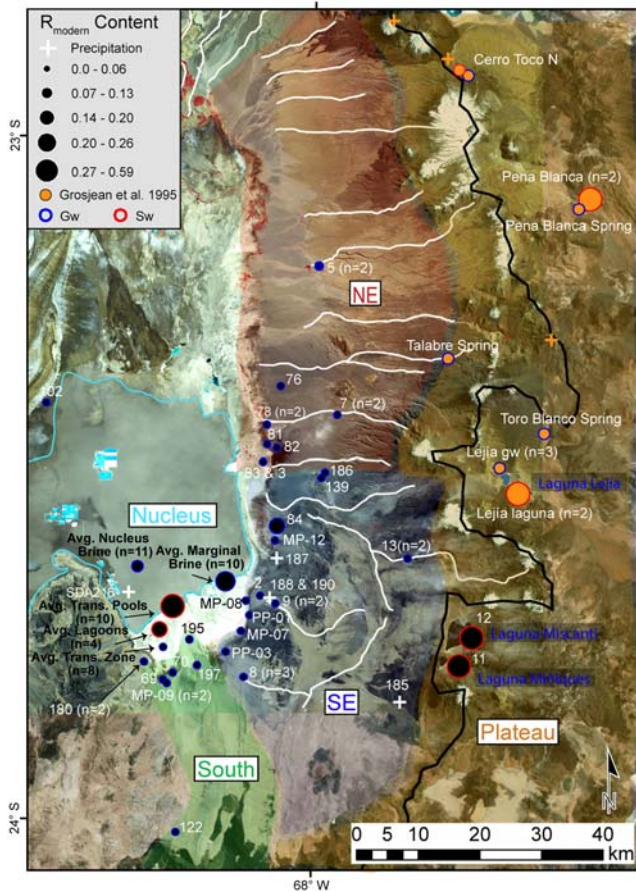 R modern Content
Precipitation
0.0 - 0.06
0.07 - 0.13
0.14 - 0.20
0.20 - 0.26
0.27 - 0.59
Grosjean et al. 1995
Gw
Sw
23° S
Cerro Toco N
Pena Blanca (n=2)
Pena Blanca Spring
5 (n=2)
NE
Talabre Spring
76
102
7 (n=2)
78 (n=2)
Toro Blanco Spring
81
82
Lejia gw (n=3)
83 & 3
186
139
Laguna Lejia
Lejia laguna (n=2)
Nucleus
84
MP-12
Avg. Nucleus
Brine (n=11)
Avg. Marginal
Brine (n=10)
187
13(n=2)
SDA216
2
188 & 190
MP-08
9 (n=2)
Avg. Trans. Pools
(n=10)
PP-01
12
Avg. Lagoons
(n=4)
195
MP-07
Laguna Miscanti
Avg. Trans. Zone
(n=8)
PP-03
11
70
197
8 (n=3)
Laguna Miñiques
69
MP-09 (n=2)
180 (n=2)
185
SE
Plateau
South
N
122
24° S
0 5 10 20 30 40
km
68° W